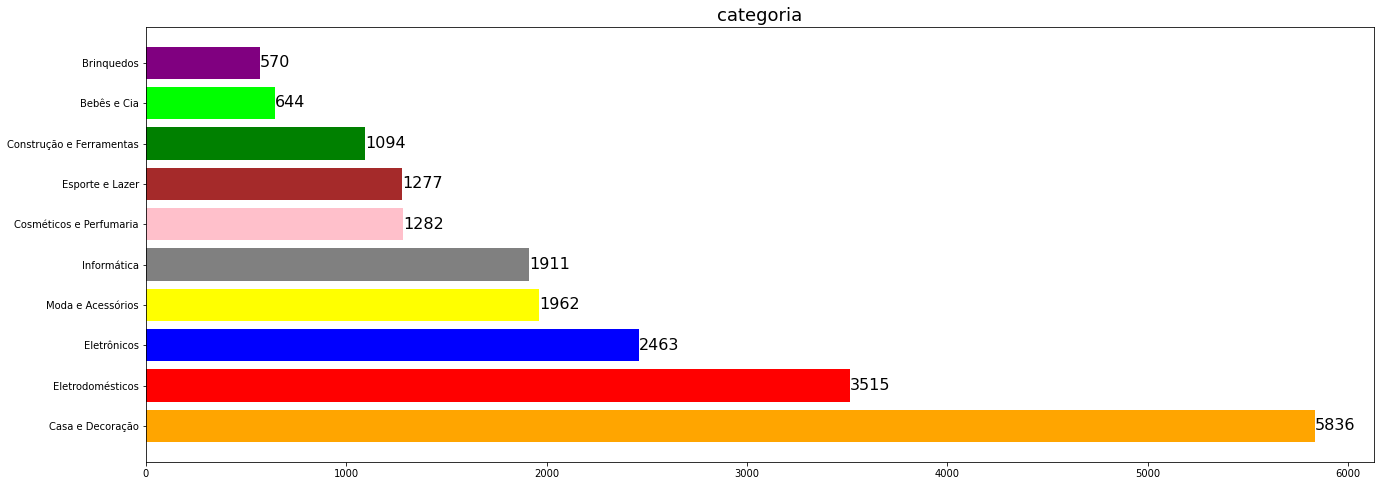 categoria
Brinquedos 570
Bebês e Cia 644
Construção e Ferramentas 1094
Esporte e Lazer 1277
Cosméticos e Perfumaria 1282
Informática 1911
Moda e Acessórios 1962
Eletrônicos 2463
Eletrodomésticos 3515
Casa e Decoração 5836
0 1000 2000 3000 4000 5000 6000